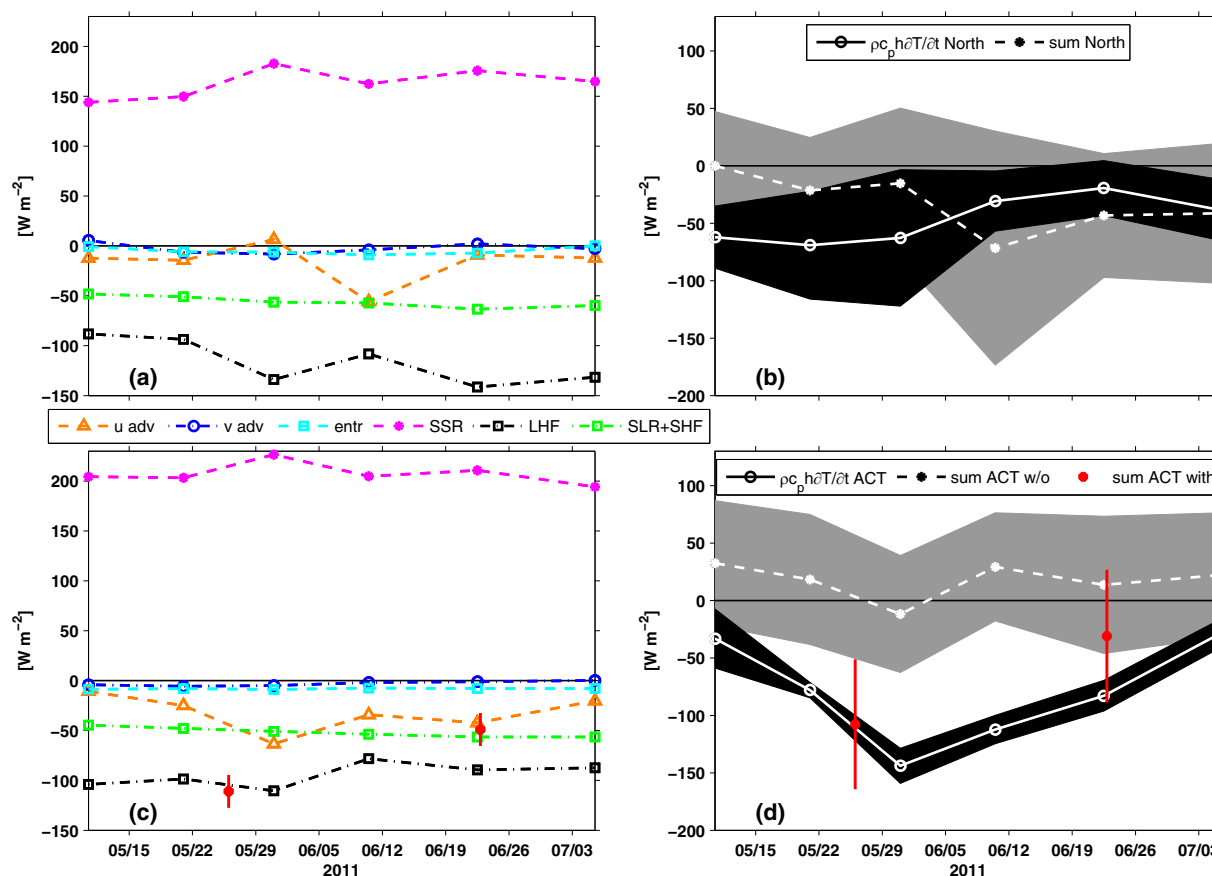 200
150
100
50
0
−50
−100
−150
[W m−2]
(a)
100
50
0
−50
−100
−150
−200
[W m−2]
ρcph∂T/∂t North sum North
(b)
u adv v adv entr SSR LHF SLR+SHF
200
150
100
50
0
−50
−100
−150
[W m−2]
(c)
05/15 05/22 05/29 06/05 06/12 06/19 06/26 07/03
2011
100
50
0
−50
−100
−150
−200
[W m−2]
ρcph∂T/∂t ACT sum ACT w/o sum ACT with
(d)
05/15 05/22 05/29 06/05 06/12 06/19 06/26 07/03
2011